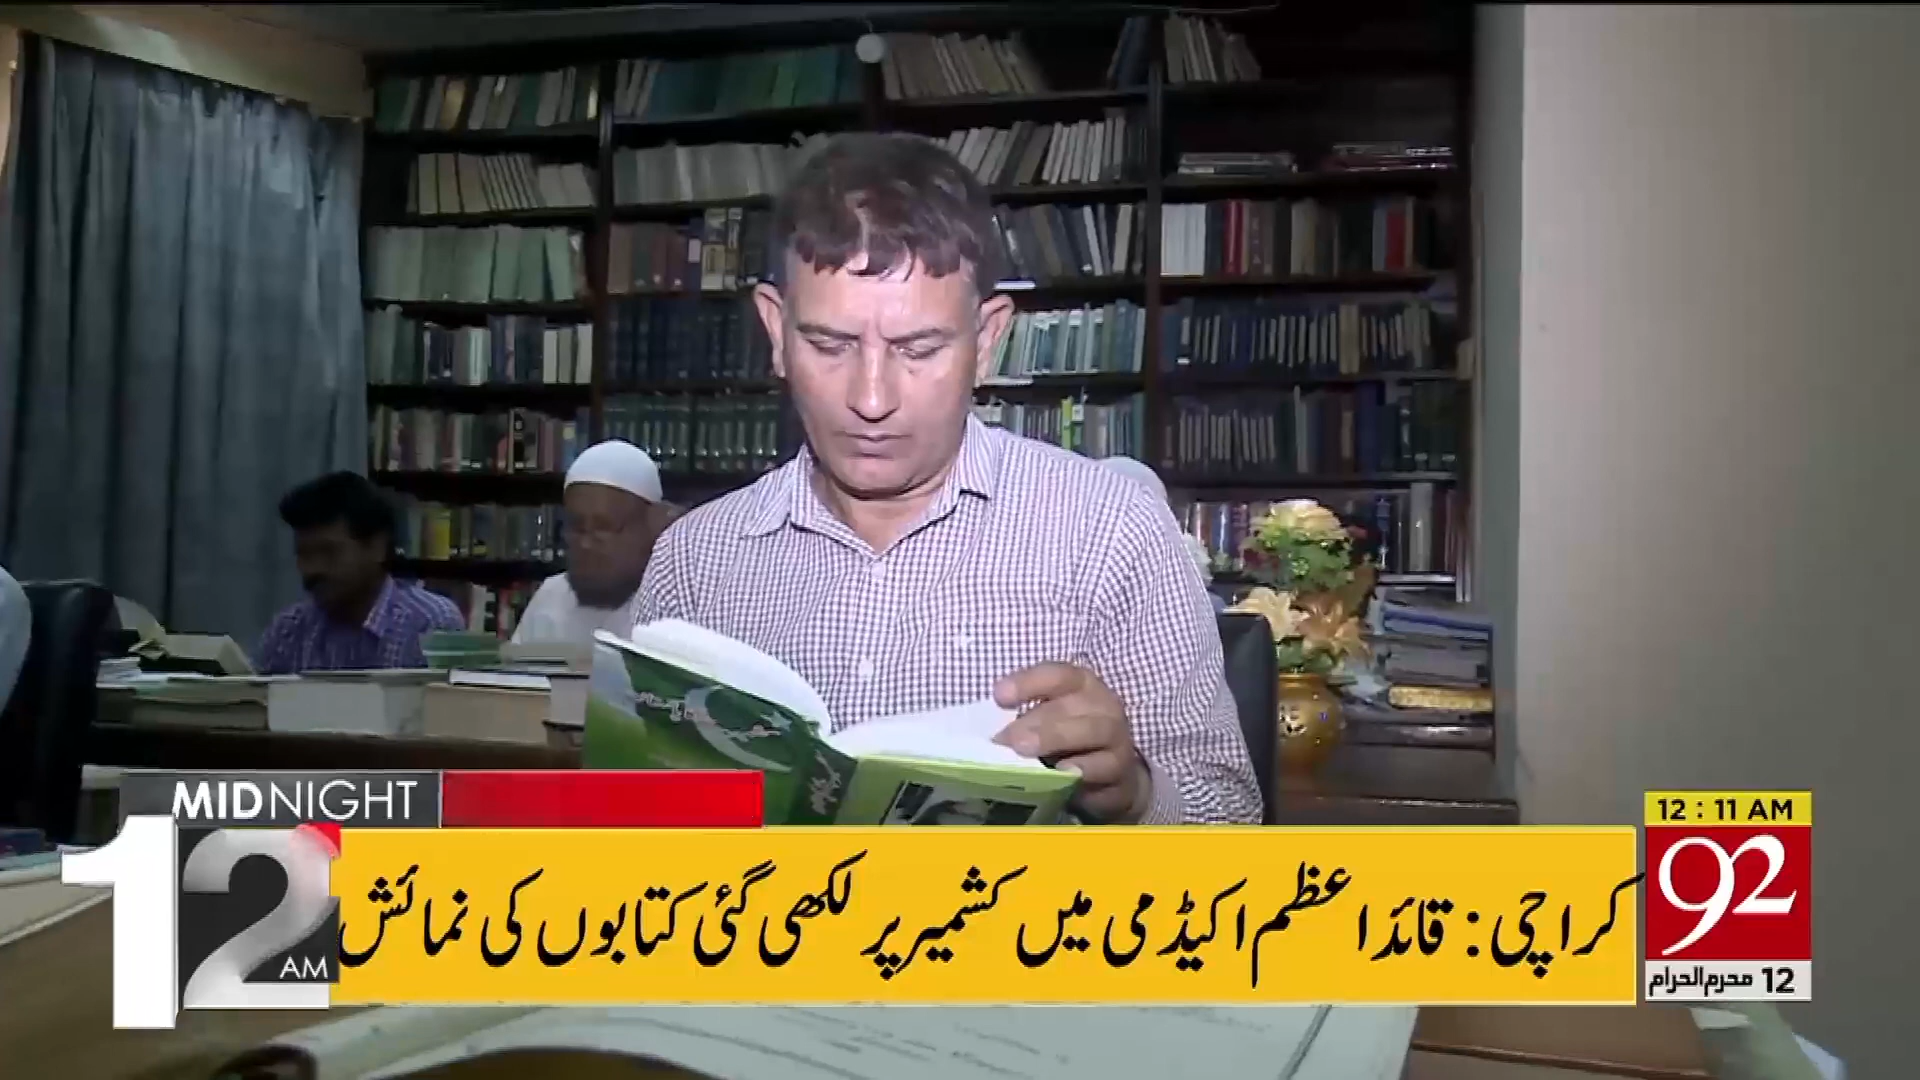 MIDNIGHT
12 AM
کراچی: قائداعظم اکیڈمی میں کشمیر پر لکھی گئی کتابوں کی نمائش
12 : 11 AM
92
12 محرم الحرام